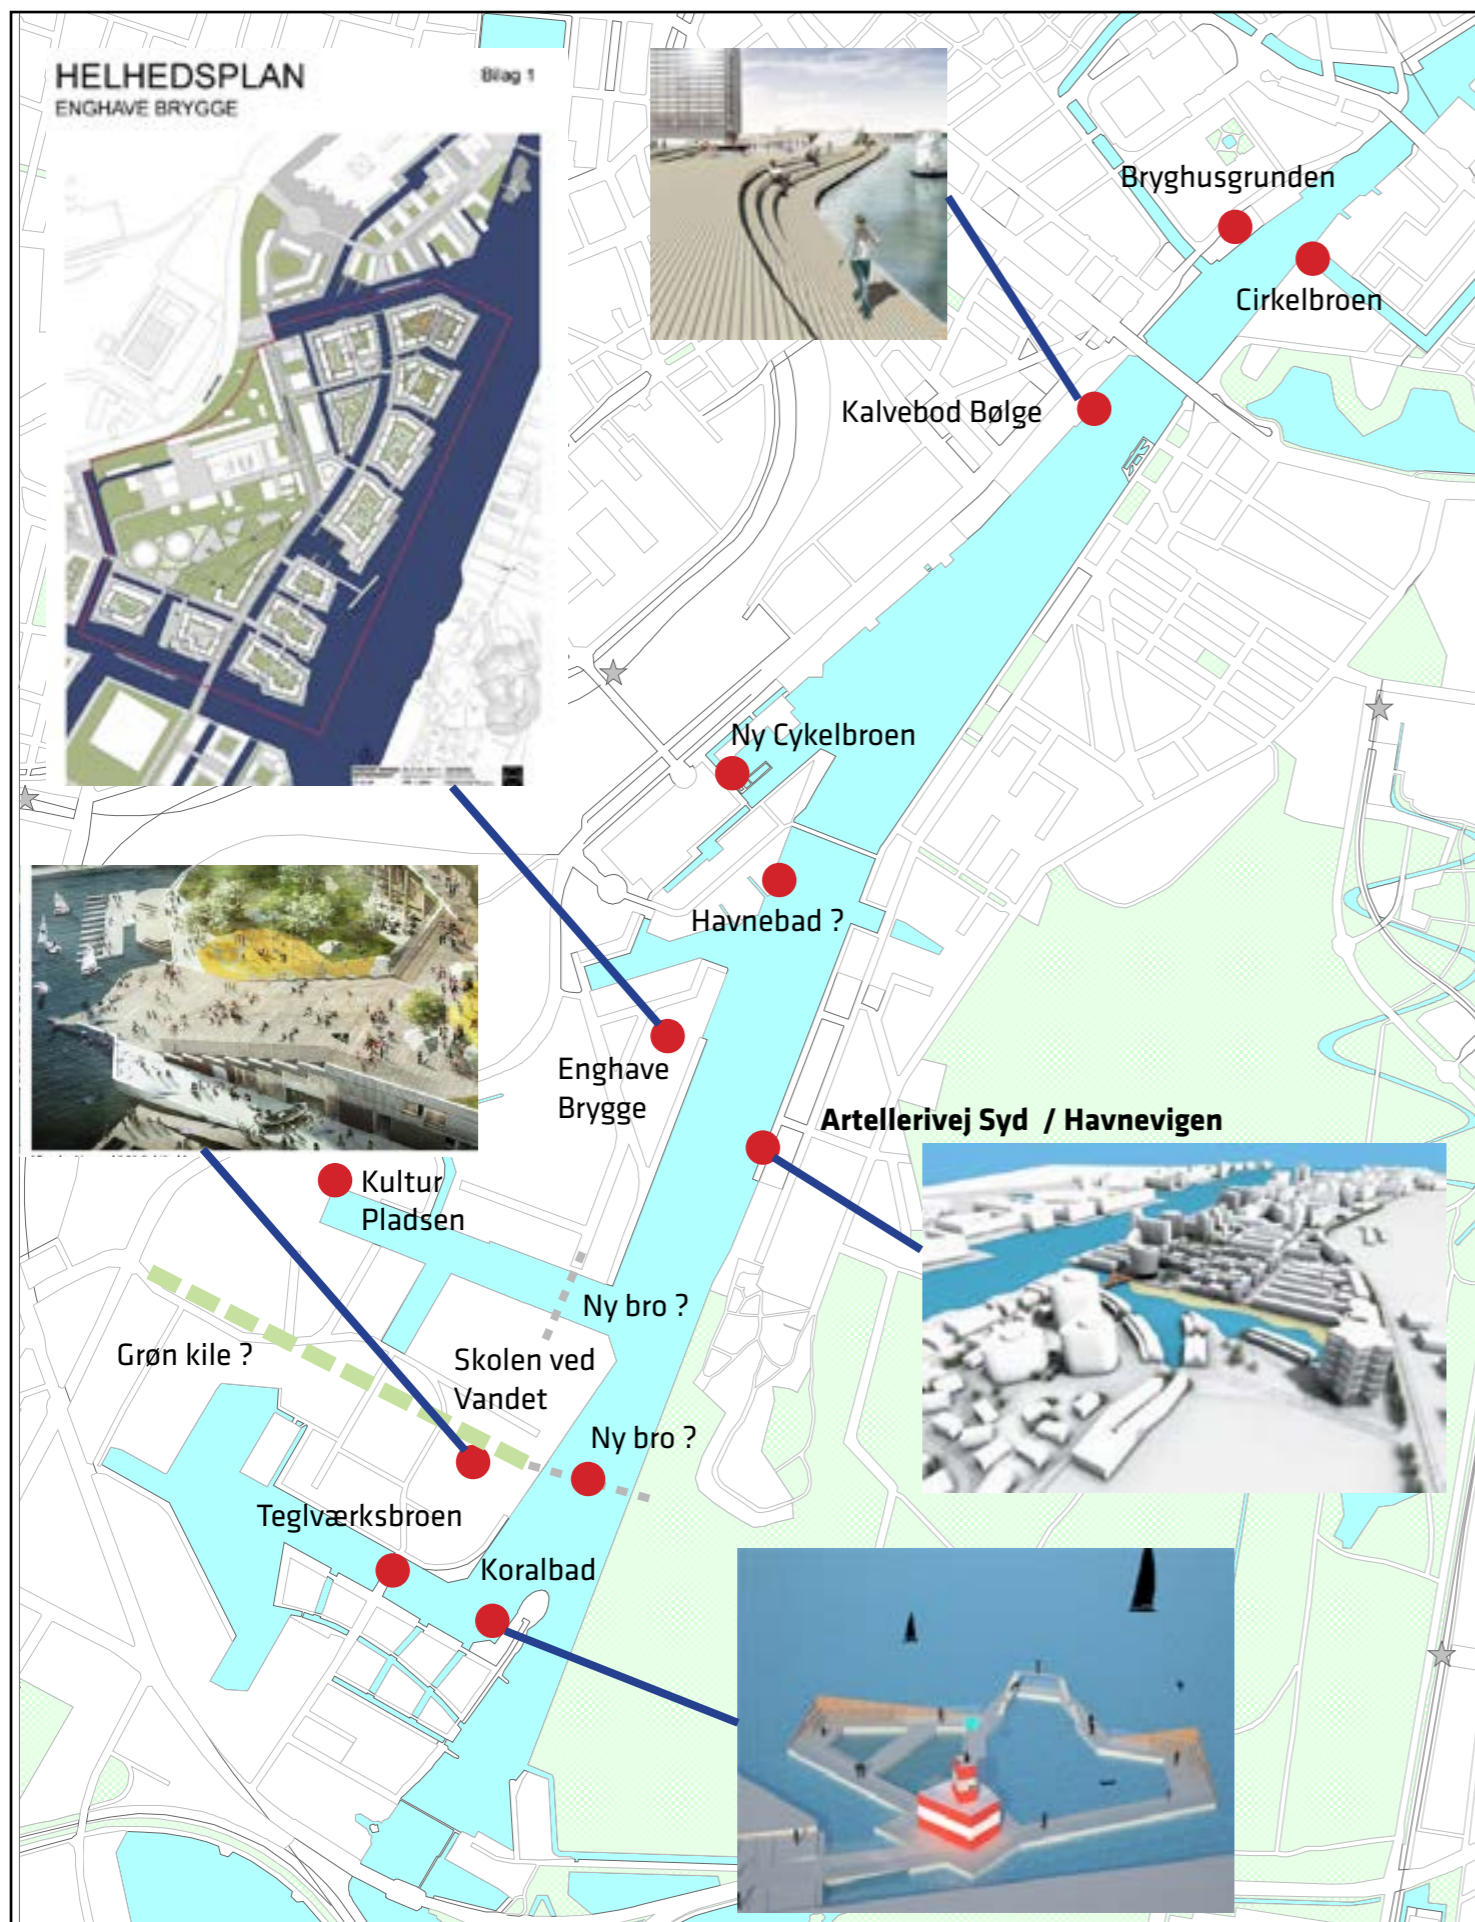 HELHEDSPLAN
Bilag 1
ENGHAVE BRYGGE
Bryghusgrunden
Cirkelbroen
Kalvebod Bølge
Ny Cykelbroen
Havnebad ?
Enghave
Brygge
Artellerivej Syd / Havnevigen
Kultur
Pladsen
Ny bro ?
Grøn kile ?
Skolen ved
Vandet
Ny bro ?
Teglværksbroen
Koralbad